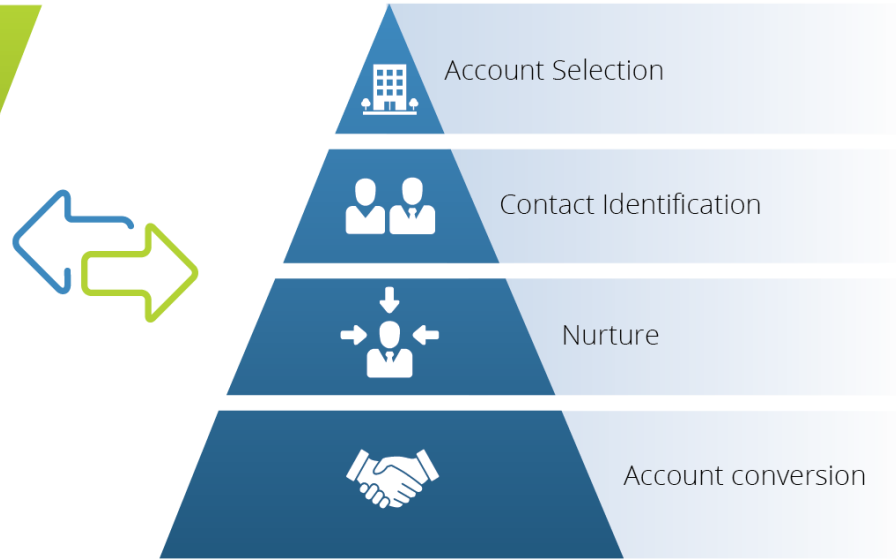 Account Selection
Contact Identification
Nurture
Account conversion